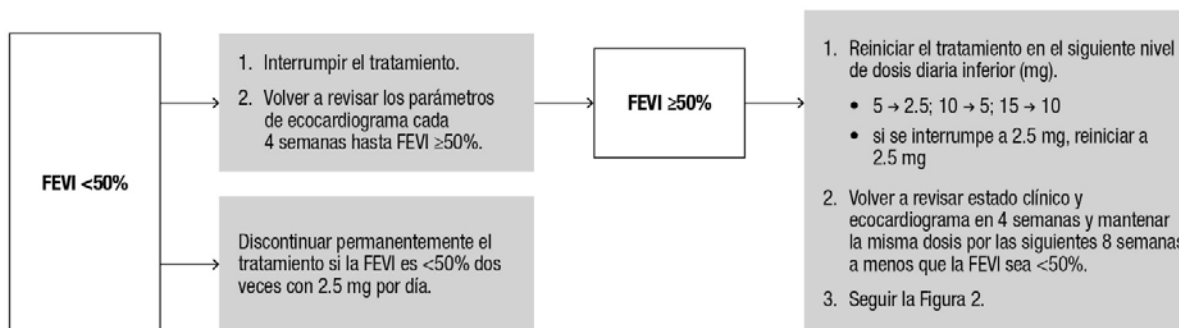 FEVI <50%
1. Interrumpir el tratamiento.
2. Volver a revisar los parámetros
de ecocardiograma cada
4 semanas hasta FEVI ≥50%.
Discontinuar permanentemente el
tratamiento si la FEVI es <50% dos
veces con 2.5 mg por día.
FEVI ≥50%
1. Reiniciar el tratamiento en el siguiente nivel
de dosis diaria inferior (mg).
• 5 → 2.5; 10 → 5; 15 → 10
• si se interrumpe a 2.5 mg, reiniciar a
2.5 mg
2. Volver a revisar estado clínico y
ecocardiograma en 4 semanas y mantenar
la misma dosis por las siguientes 8 semanas
a menos que la FEVI sea <50%.
3. Seguir la Figura 2.